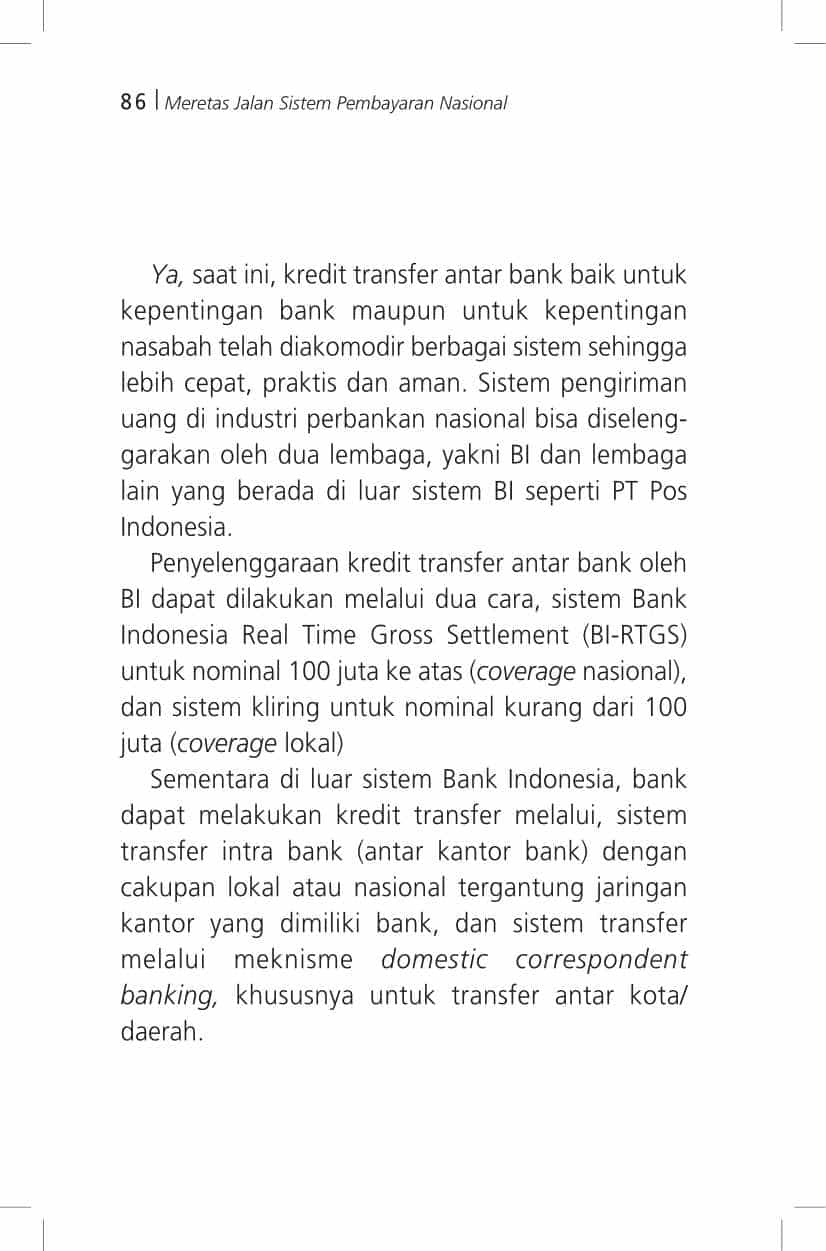 86 | Meretas Jalan Sistem Pembayaran Nasional
Ya, saat ini, kredit transfer antar bank baik untuk
kepentingan bank maupun untuk kepentingan
nasabah telah diakomodir berbagai sistem sehingga
lebih cepat, praktis dan aman. Sistem pengiriman
uang di industri perbankan nasional bisa diseleng-
garakan oleh dua lembaga, yakni BI dan lembaga
lain yang berada di luar sistem BI seperti PT Pos
Indonesia.
Penyelenggaraan kredit transfer antar bank oleh
BI dapat dilakukan melalui dua cara, sistem Bank
Indonesia Real Time Gross Settlement (BI-RTGS)
untuk nominal 100 juta ke atas (coverage nasional),
dan sistem kliring untuk nominal kurang dari 100
juta (coverage lokal)
Sementara di luar sistem Bank Indonesia, bank
dapat melakukan kredit transfer melalui, sistem
transfer intra bank (antar kantor bank) dengan
cakupan lokal atau nasional tergantung jaringan
kantor yang dimiliki bank, dan sistem transfer
melalui meknisme domestic correspondent
banking, khususnya untuk transfer antar kota/
daerah.